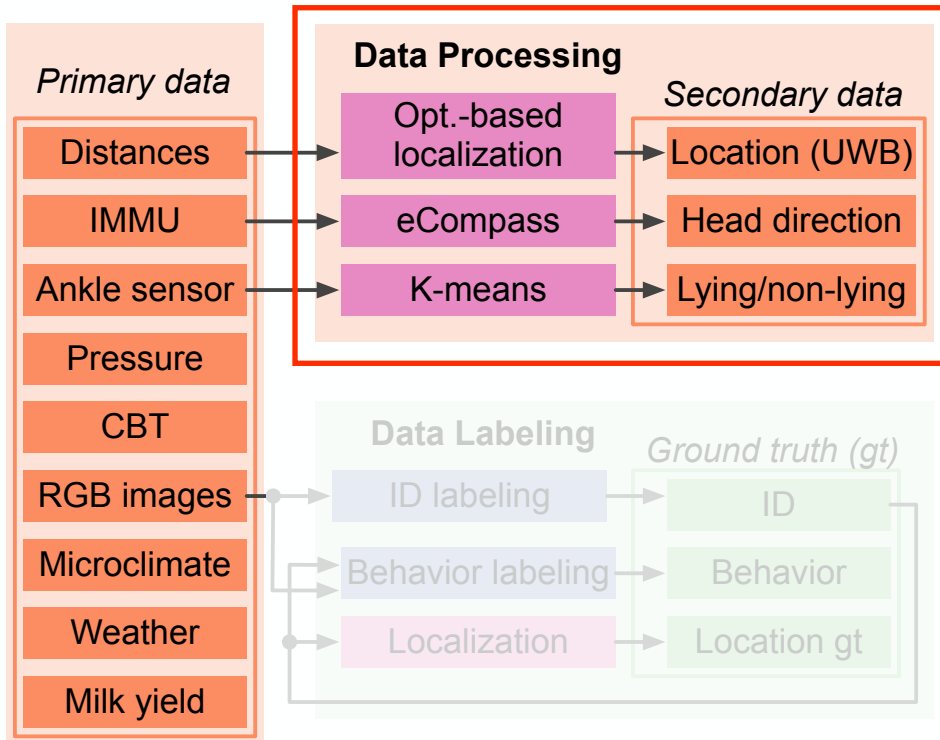 Primary data
Distances
IMMU
Ankle sensor
Pressure
CBT
RGB images
Microclimate
Weather
Milk yield
Data Processing
Opt.-based
localization
eCompass
K-means
Secondary data
Location (UWB)
Head direction
Lying/non-lying
Data Labeling
ID labeling
Behavior labeling
Localization
Ground truth (gt)
ID
Behavior
Location gt